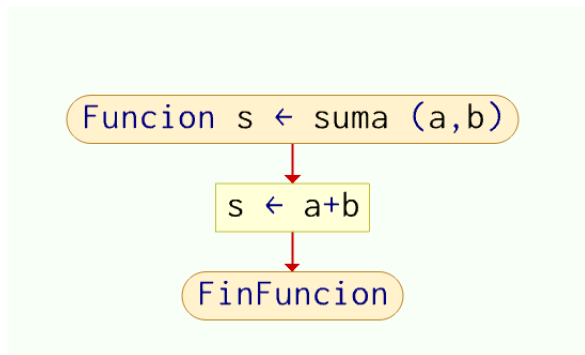 Funcion s ← suma (a,b)
s ← a+b
FinFuncion